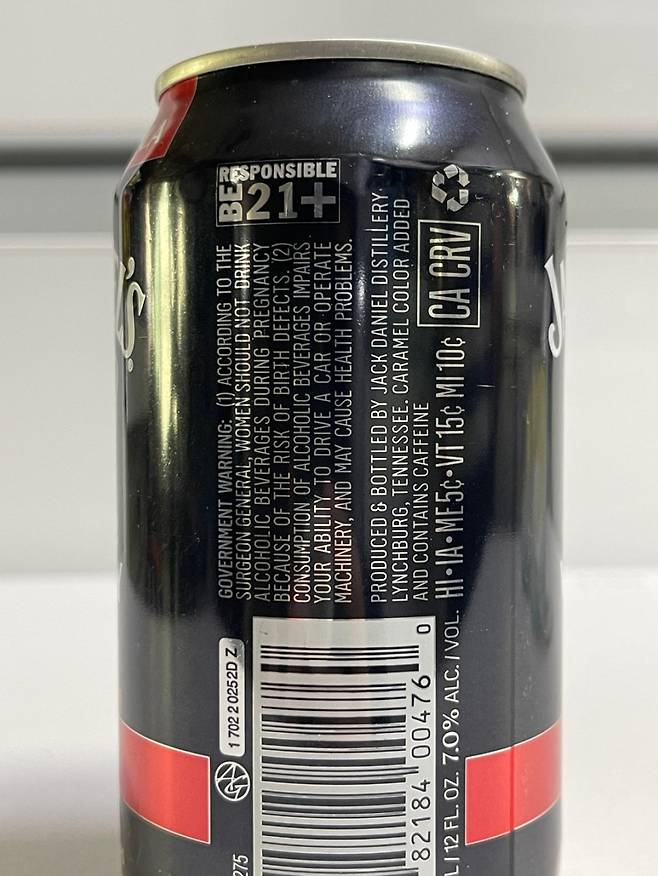 BE RESPONSIBLE
21+
GOVERNMENT WARNING: (1) ACCORDING TO THE
SURGEON GENERAL, WOMEN SHOULD NOT DRINK
ALCOHOLIC BEVERAGES DURING PREGNANCY
BECAUSE OF THE RISK OF BIRTH DEFECTS. (2)
CONSUMPTION OF ALCOHOLIC BEVERAGES IMPAIRS
YOUR ABILITY TO DRIVE A CAR OR OPERATE
MACHINERY, AND MAY CAUSE HEALTH PROBLEMS.
PRODUCED & BOTTLED BY JACK DANIEL DISTILLERY
LYNCHBURG, TENNESSEE. CARAMEL COLOR ADDED
AND CONTAINS CAFFEINE
HI•IA•ME5¢•VT15¢ MI 10¢
CA CRV
L / 12 FL. OZ. 7.0% ALC. / VOL.
1 702 2 0252D Z
82184 00476 0
275